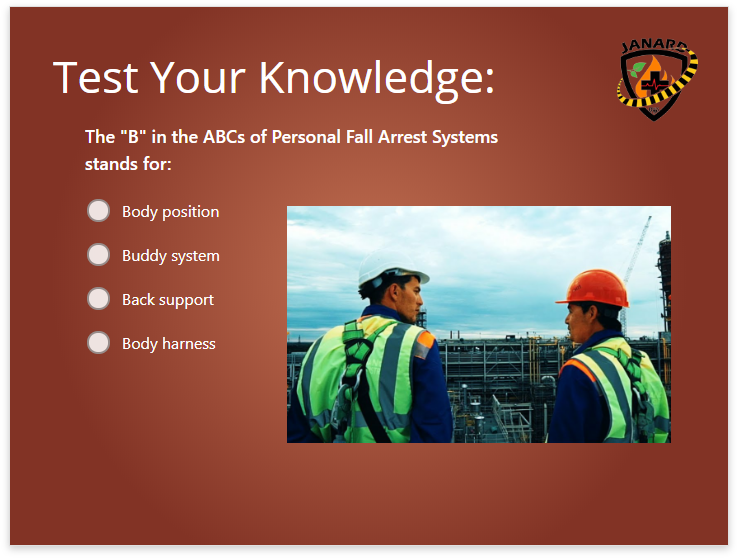 JANARD
Test Your Knowledge:
The "B" in the ABCs of Personal Fall Arrest Systems
stands for:
Body position
Buddy system
Back support
Body harness